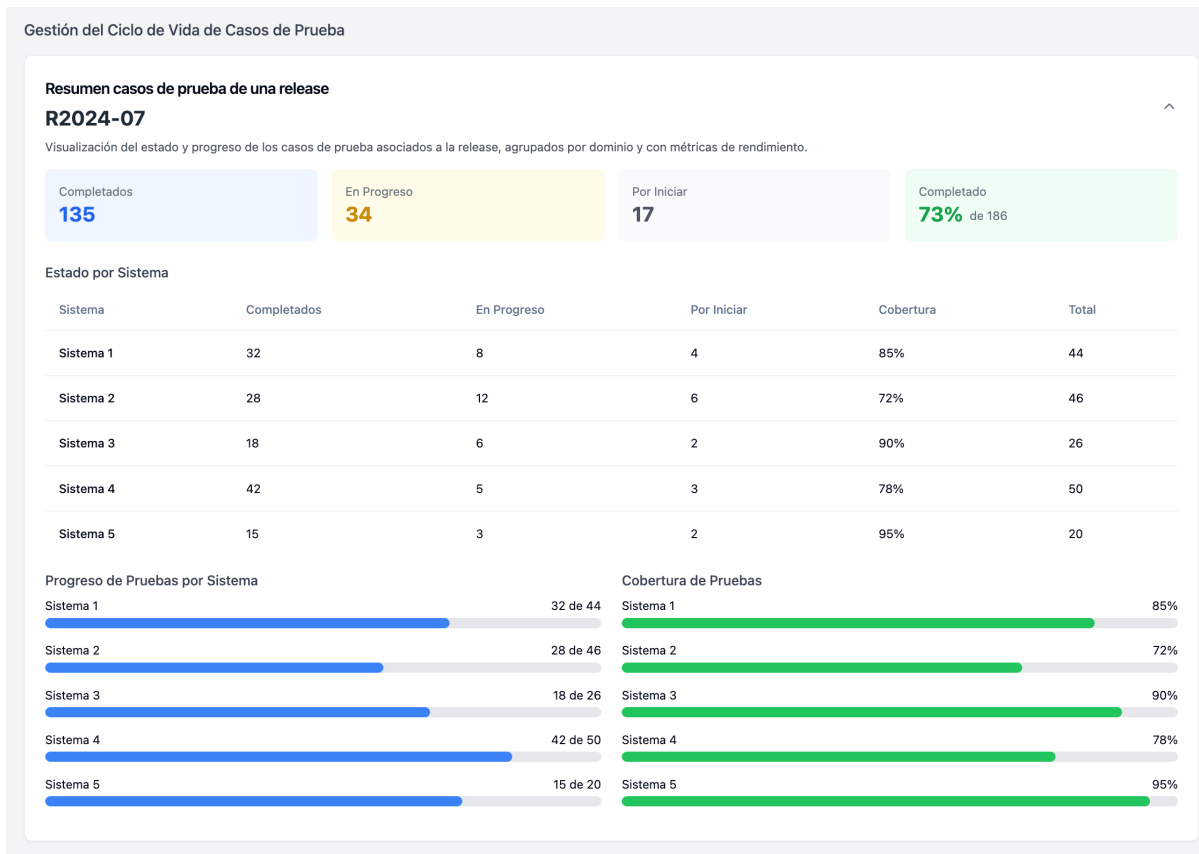 Gestión del Ciclo de Vida de Casos de Prueba
Resumen casos de prueba de una release
R2024-07
Visualización del estado y progreso de los casos de prueba asociados a la release, agrupados por dominio y con métricas de rendimiento.
Completados
135
En Progreso
34
Por Iniciar
17
Completado
73% de 186
Estado por Sistema
Sistema Completados En Progreso Por Iniciar Cobertura Total
Sistema 1 32 8 4 85% 44
Sistema 2 28 12 6 72% 46
Sistema 3 18 6 2 90% 26
Sistema 4 42 5 3 78% 50
Sistema 5 15 3 2 95% 20
Progreso de Pruebas por Sistema
Sistema 1 32 de 44
Sistema 2 28 de 46
Sistema 3 18 de 26
Sistema 4 42 de 50
Sistema 5 15 de 20
Cobertura de Pruebas
Sistema 1 85%
Sistema 2 72%
Sistema 3 90%
Sistema 4 78%
Sistema 5 95%